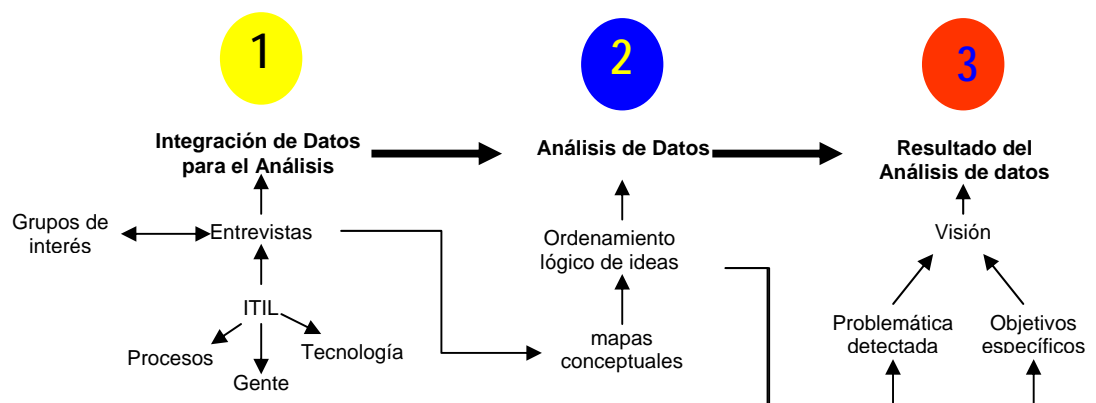 1
2
3
Integración de Datos
para el Análisis
Análisis de Datos
Resultado del
Análisis de datos
Grupos de
interés
Entrevistas
Ordenamiento
lógico de ideas
Visión
ITIL
Procesos
Tecnología
Gente
mapas
conceptuales
Problemática
detectada
Objetivos
específicos